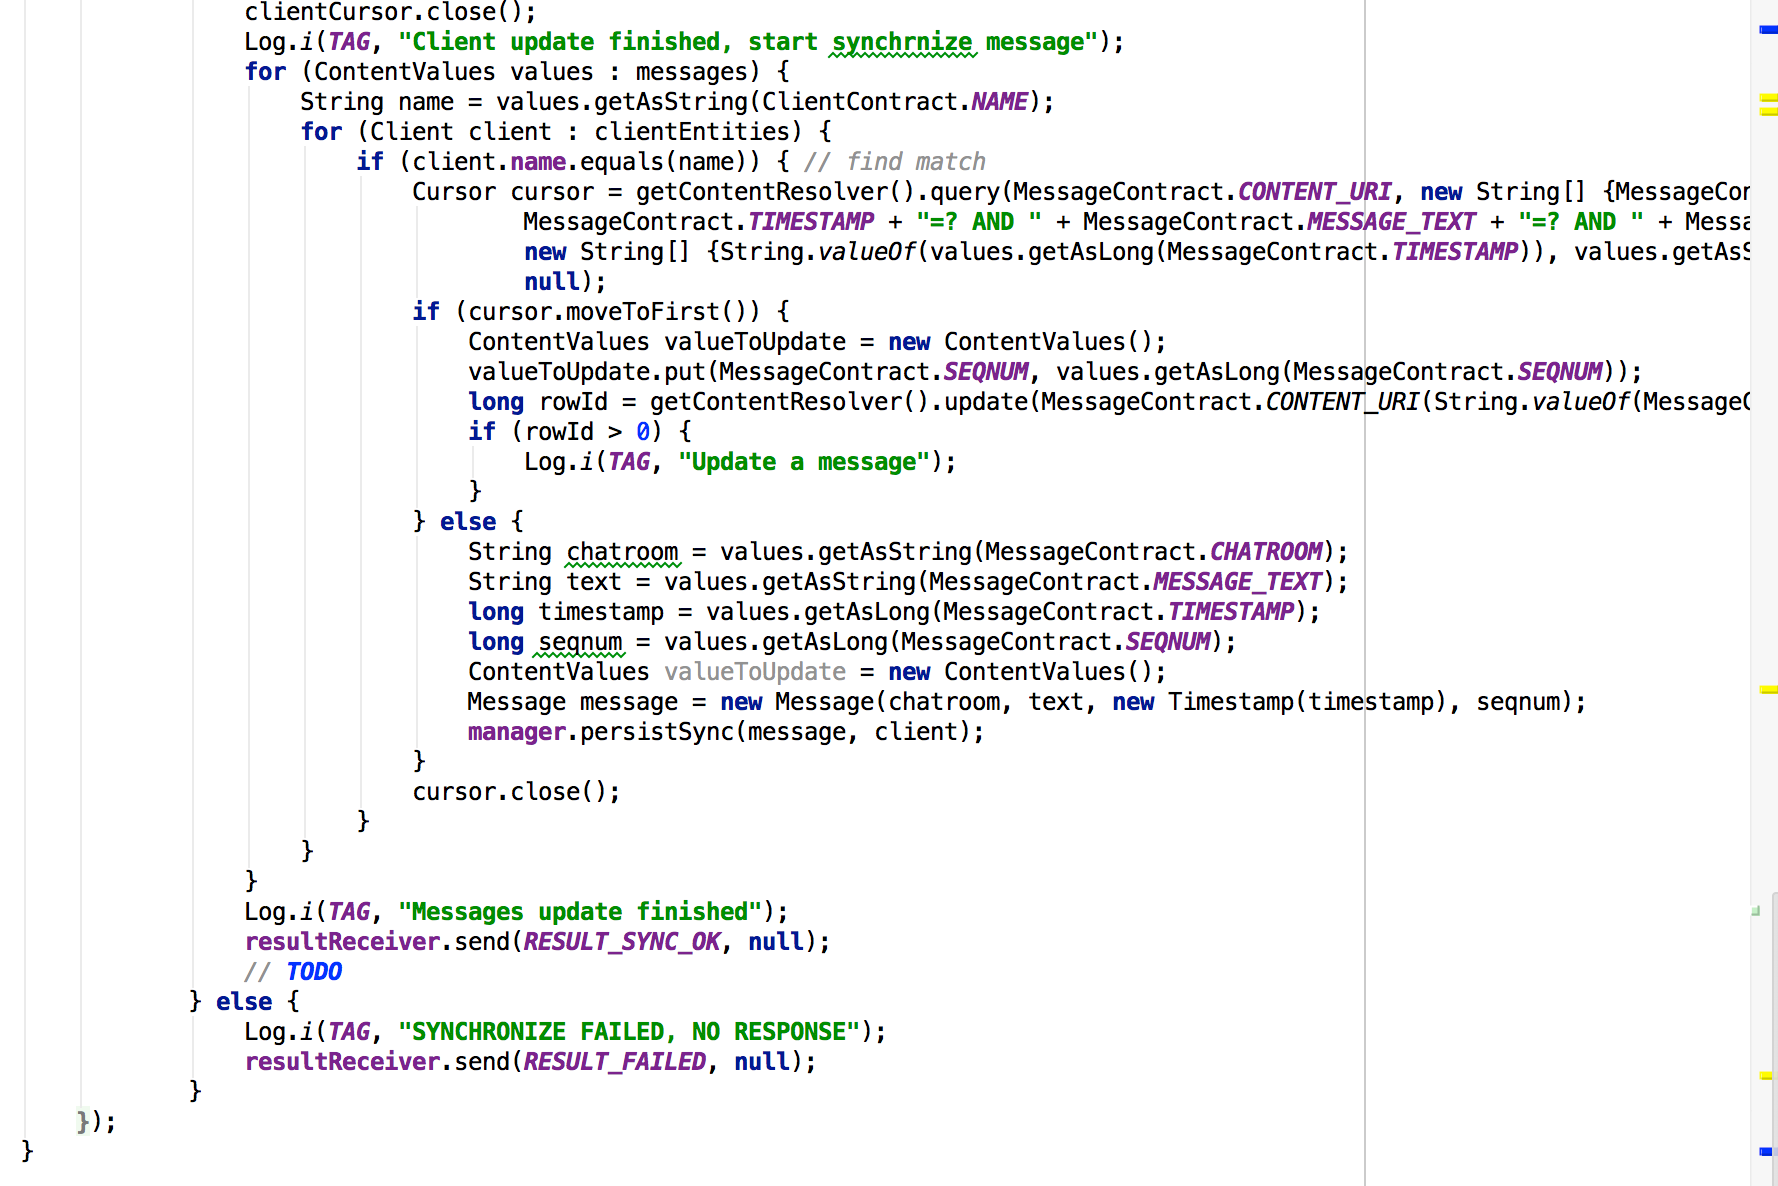 clientCursor.close();
Log.i(TAG, "Client update finished, start synchrnize message");
for (ContentValues values : messages) {
String name = values.getAsString(ClientContract.NAME);
for (Client client : clientEntities) {
if (client.name.equals(name)) { // find match
Cursor cursor = getContentResolver().query(MessageContract.CONTENT_URI, new String[] {MessageCon
MessageContract.TIMESTAMP + "=? AND " + MessageContract.MESSAGE_TEXT + "=? AND " + Messa
new String[] {String.valueOf(values.getAsLong(MessageContract.TIMESTAMP)), values.getAsS
null);
if (cursor.moveToFirst()) {
ContentValues valueToUpdate = new ContentValues();
valueToUpdate.put(MessageContract.SEQNUM, values.getAsLong(MessageContract.SEQNUM));
long rowId = getContentResolver().update(MessageContract.CONTENT_URI(String.valueOf(MessageC
if (rowId > 0) {
Log.i(TAG, "Update a message");
}
} else {
String chatroom = values.getAsString(MessageContract.CHATROOM);
String text = values.getAsString(MessageContract.MESSAGE_TEXT);
long timestamp = values.getAsLong(MessageContract.TIMESTAMP);
long seqnum = values.getAsLong(MessageContract.SEQNUM);
ContentValues valueToUpdate = new ContentValues();
Message message = new Message(chatroom, text, new Timestamp(timestamp), seqnum);
manager.persistSync(message, client);
}
cursor.close();
}
}
}
Log.i(TAG, "Messages update finished");
resultReceiver.send(RESULT_SYNC_OK, null);
// TODO
} else {
Log.i(TAG, "SYNCHRONIZE FAILED, NO RESPONSE");
resultReceiver.send(RESULT_FAILED, null);
}
});
}